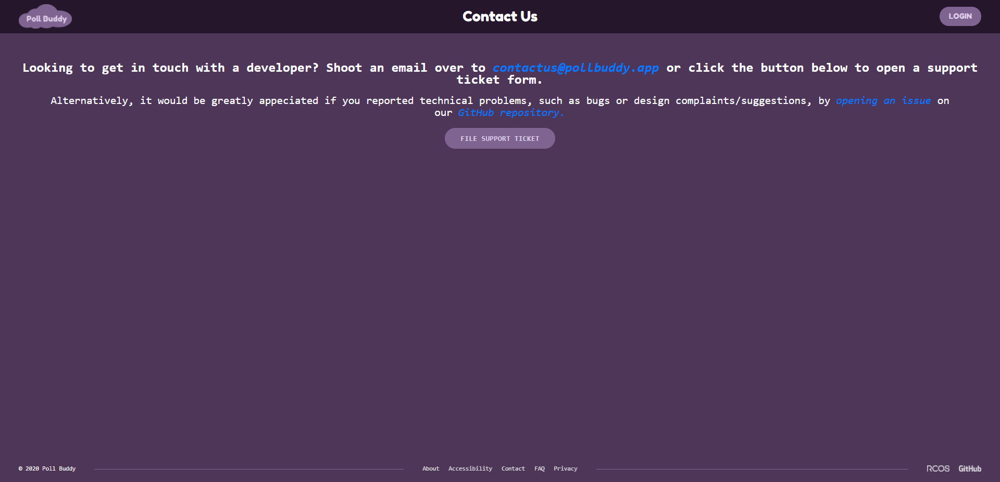 Poll Buddy
Contact Us
LOGIN
Looking to get in touch with a developer? Shoot an email over to contactus@pollbuddy.app or click the button below to open a support
ticket form.
Alternatively, it would be greatly appreciated if you reported technical problems, such as bugs or design complaints/suggestions, by opening an issue on
our GitHub repository.
FILE SUPPORT TICKET
© 2020 Poll Buddy
About
Accessibility
Contact
FAQ
Privacy
RCOS
GitHub